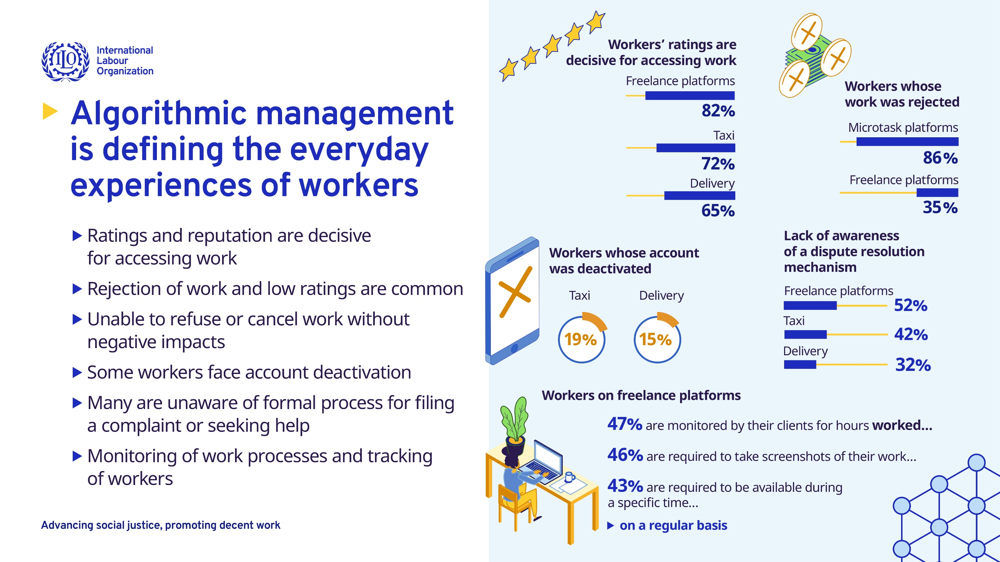 ILO
International
Labour
Organization
Algorithmic management
is defining the everyday
experiences of workers
Ratings and reputation are decisive
for accessing work
Rejection of work and low ratings are common
Unable to refuse or cancel work without
negative impacts
Some workers face account deactivation
Many are unaware of formal process for filing
a complaint or seeking help
Monitoring of work processes and tracking
of workers
Advancing social justice, promoting decent work
Workers’ ratings are
decisive for accessing work
Freelance platforms
82%
Taxi
72%
Delivery
65%
Workers whose
work was rejected
Microtask platforms
86%
Freelance platforms
35%
Workers whose account
was deactivated
Taxi
19%
Delivery
15%
Lack of awareness
of a dispute resolution
mechanism
Freelance platforms
52%
Taxi
42%
Delivery
32%
Workers on freelance platforms
47% are monitored by their clients for hours worked...
46% are required to take screenshots of their work...
43% are required to be available during
a specific time...
on a regular basis